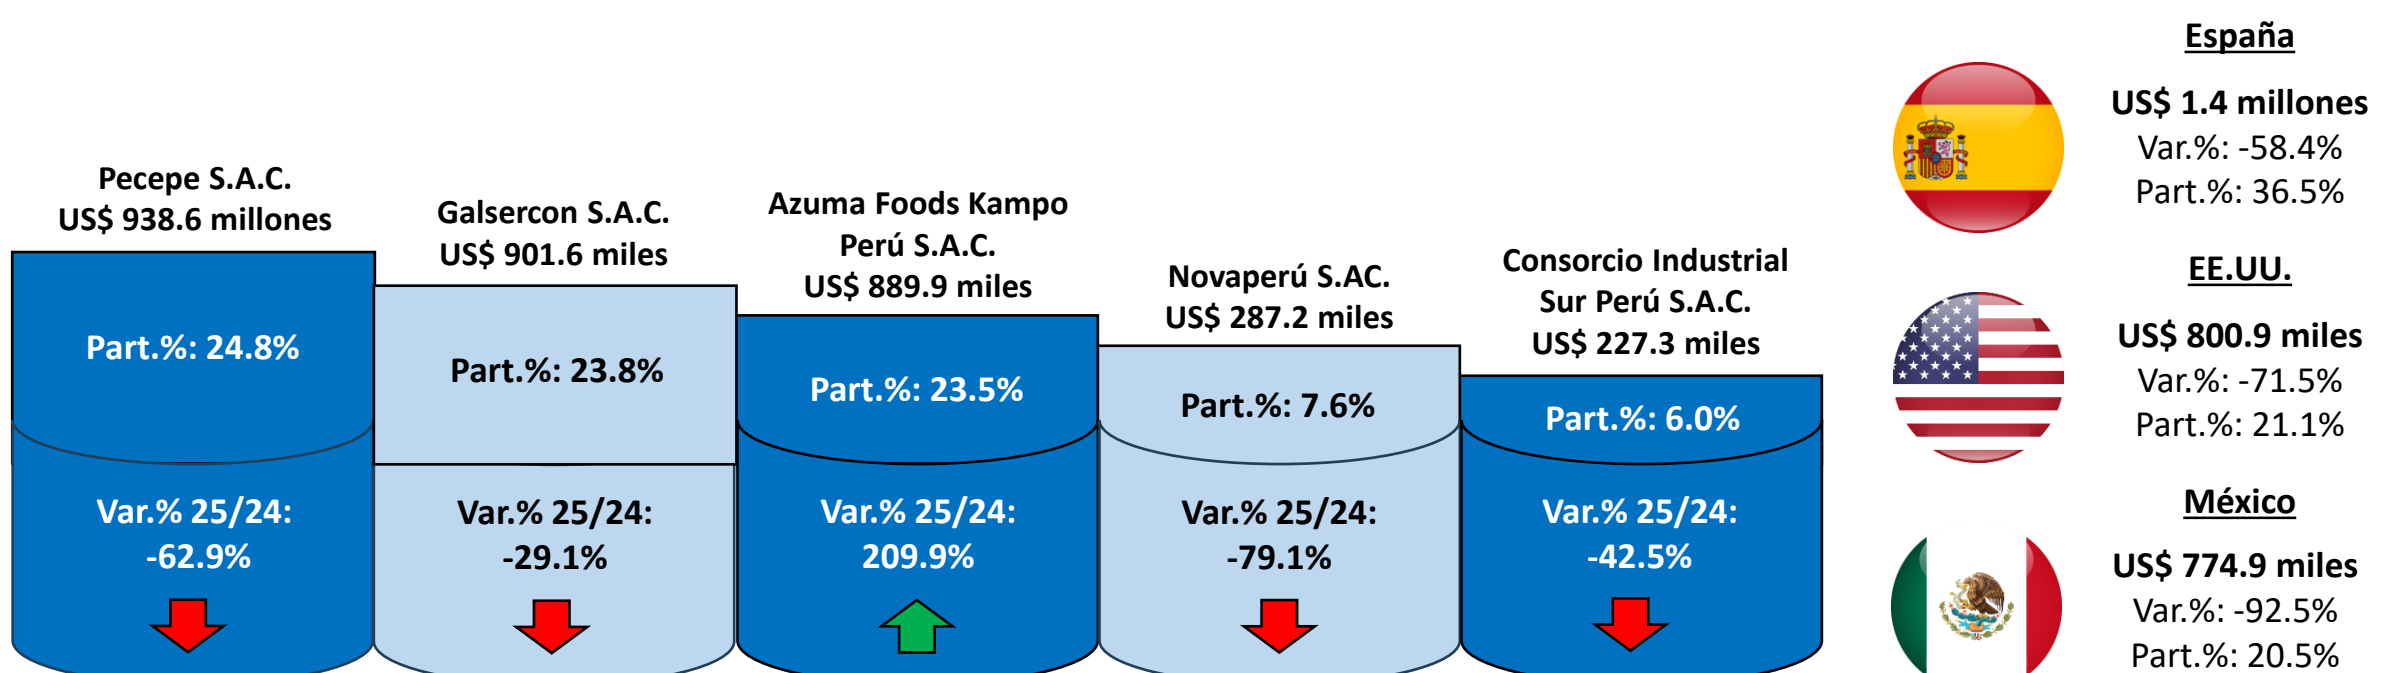 Pecepe S.A.C.
US$ 938.6 millones
Part.%: 24.8%
Var.% 25/24:
-62.9%
Galsercon S.A.C.
US$ 901.6 miles
Part.%: 23.8%
Var.% 25/24:
-29.1%
Azuma Foods Kampo
Perú S.A.C.
US$ 889.9 miles
Part.%: 23.5%
Var.% 25/24:
209.9%
Novaperú S.AC.
US$ 287.2 miles
Part.%: 7.6%
Var.% 25/24:
-79.1%
Consorcio Industrial
Sur Perú S.A.C.
US$ 227.3 miles
Part.%: 6.0%
Var.% 25/24:
-42.5%
España
US$ 1.4 millones
Var.%: -58.4%
Part.%: 36.5%
EE.UU.
US$ 800.9 miles
Var.%: -71.5%
Part.%: 21.1%
México
US$ 774.9 miles
Var.%: -92.5%
Part.%: 20.5%